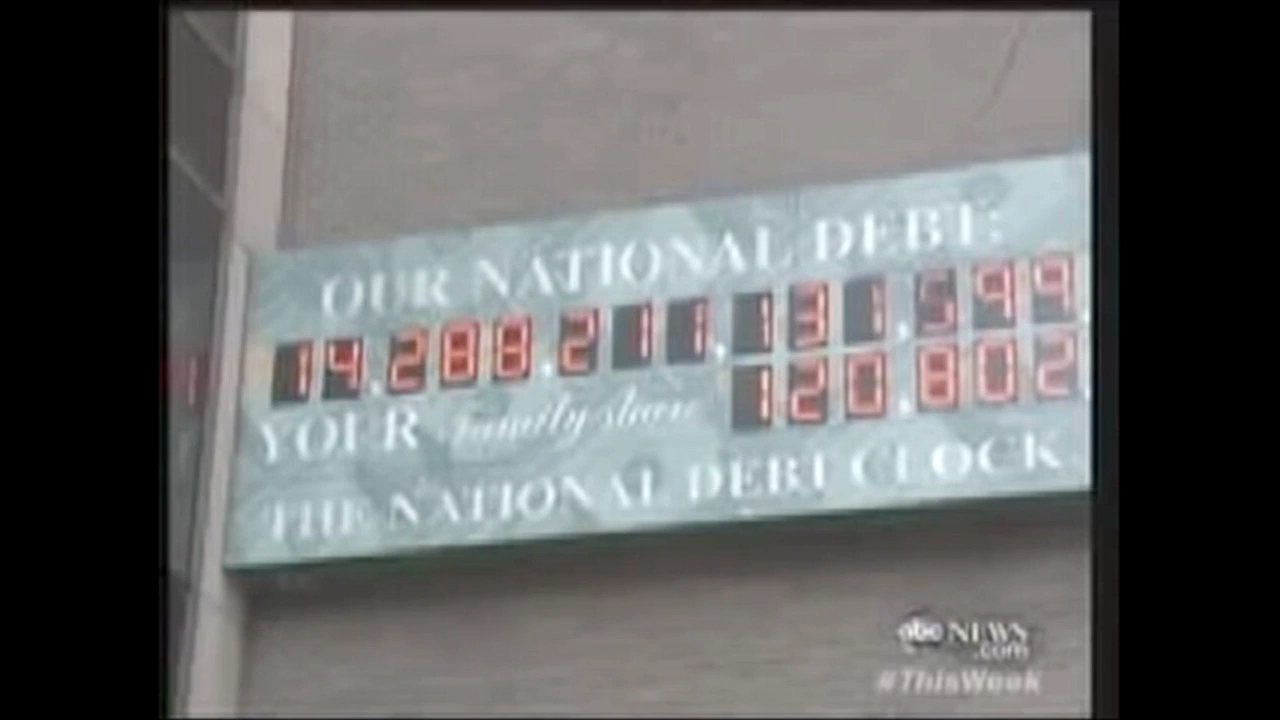 OUR NATIONAL DEBT:
14,288,211,131,599
YOUR family share 120,802
THE NATIONAL DEBT CLOCK
abc NEWS
.com
#ThisWeek